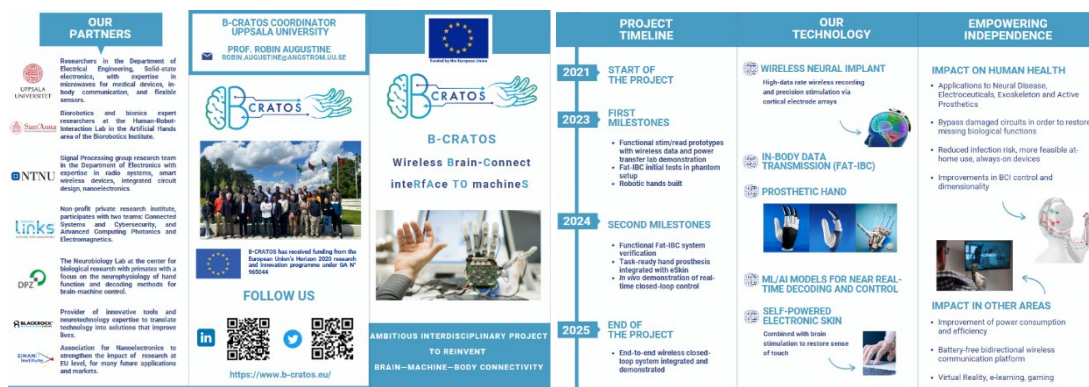 OUR
PARTNERS
UPPSALA
UNIVERSITET
Researchers in the Department of
Electrical Engineering, Solid-state
electronics, with expertise in
microwaves for medical devices, in-
body communication, and flexible
sensors.
Sant'Anna
Biorobotics and bionics expert
researchers at the Human-Robot-
Interaction Lab in the Artificial Hands
area of the Biorobotics Institute.
NTNU
Signal Processing group research team
in the Department of Electronics with
expertise in radio systems, smart
wireless devices, integrated circuit
design, nanoelectronics.
Links
Non-profit private research institute,
participates with two teams: Connected
Systems and Cybersecurity, and
Advanced Computing Photonics and
Electromagnetics.
DPZ
The Neurobiology Lab at the center for
biological research with primates with a
focus on the neurophysiology of hand
function and decoding methods for
brain-machine control.
BLACKROCK
Provider of innovative tools and
neurotechnology expertise to translate
technology into solutions that improve
lives.
SiNANO
Institute
Association for Nanoelectronics to
strengthen the impact of research at
EU level, for many future applications
and markets.
B-CRATOS COORDINATOR
UPPSALA UNIVERSITY
PROF. ROBIN AUGUSTINE
ROBIN.AUGUSTINE@ANGSTROM.UU.SE
B CRATOS
B-CRATOS has received funding from the
European Union's Horizon 2020 research
and innovation programme under GA N°
965044
FOLLOW US
https://www.b-cratos.eu/
Funded by the European Union
B CRATOS
B-CRATOS
Wireless Brain-Connect
inteRfAce TO machineS
AMBITIOUS INTERDISCIPLINARY PROJECT
TO REINVENT
BRAIN—MACHINE—BODY CONNECTIVITY
PROJECT
TIMELINE
2021
START OF
THE PROJECT
2023
FIRST
MILESTONES
• Functional stim/read prototypes
with wireless data and power
transfer lab demonstration
• Fat-IBC initial tests in phantom
setup
• Robotic hands built
2024
SECOND MILESTONES
• Functional Fat-IBC system
verification
• Task-ready hand prosthesis
integrated with eSkin
• In vivo demonstration of real-
time closed-loop control
2025
END OF
THE PROJECT
• End-to-end wireless closed-
loop system integrated and
demonstrated
OUR
TECHNOLOGY
WIRELESS NEURAL IMPLANT
High-data rate wireless recording
and precision stimulation via
cortical electrode arrays
IN-BODY DATA
TRANSMISSION (FAT-IBC)
PROSTHETIC HAND
ML/AI MODELS FOR NEAR REAL-
TIME DECODING AND CONTROL
SELF-POWERED
ELECTRONIC SKIN
Combined with brain
stimulation to restore sense
of touch
EMPOWERING
INDEPENDENCE
IMPACT ON HUMAN HEALTH
• Applications to Neural Disease,
Electroceuticals, Exoskeleton and Active
Prosthetics
• Bypass damaged circuits in order to restore
missing biological functions
• Reduced infection risk, more feasible at-
home use, always-on devices
• Improvements in BCI control and
dimensionality
IMPACT IN OTHER AREAS
• Improvement of power consumption
and efficiency
• Battery-free bidirectional wireless
communication platform
• Virtual Reality, e-learning, gaming